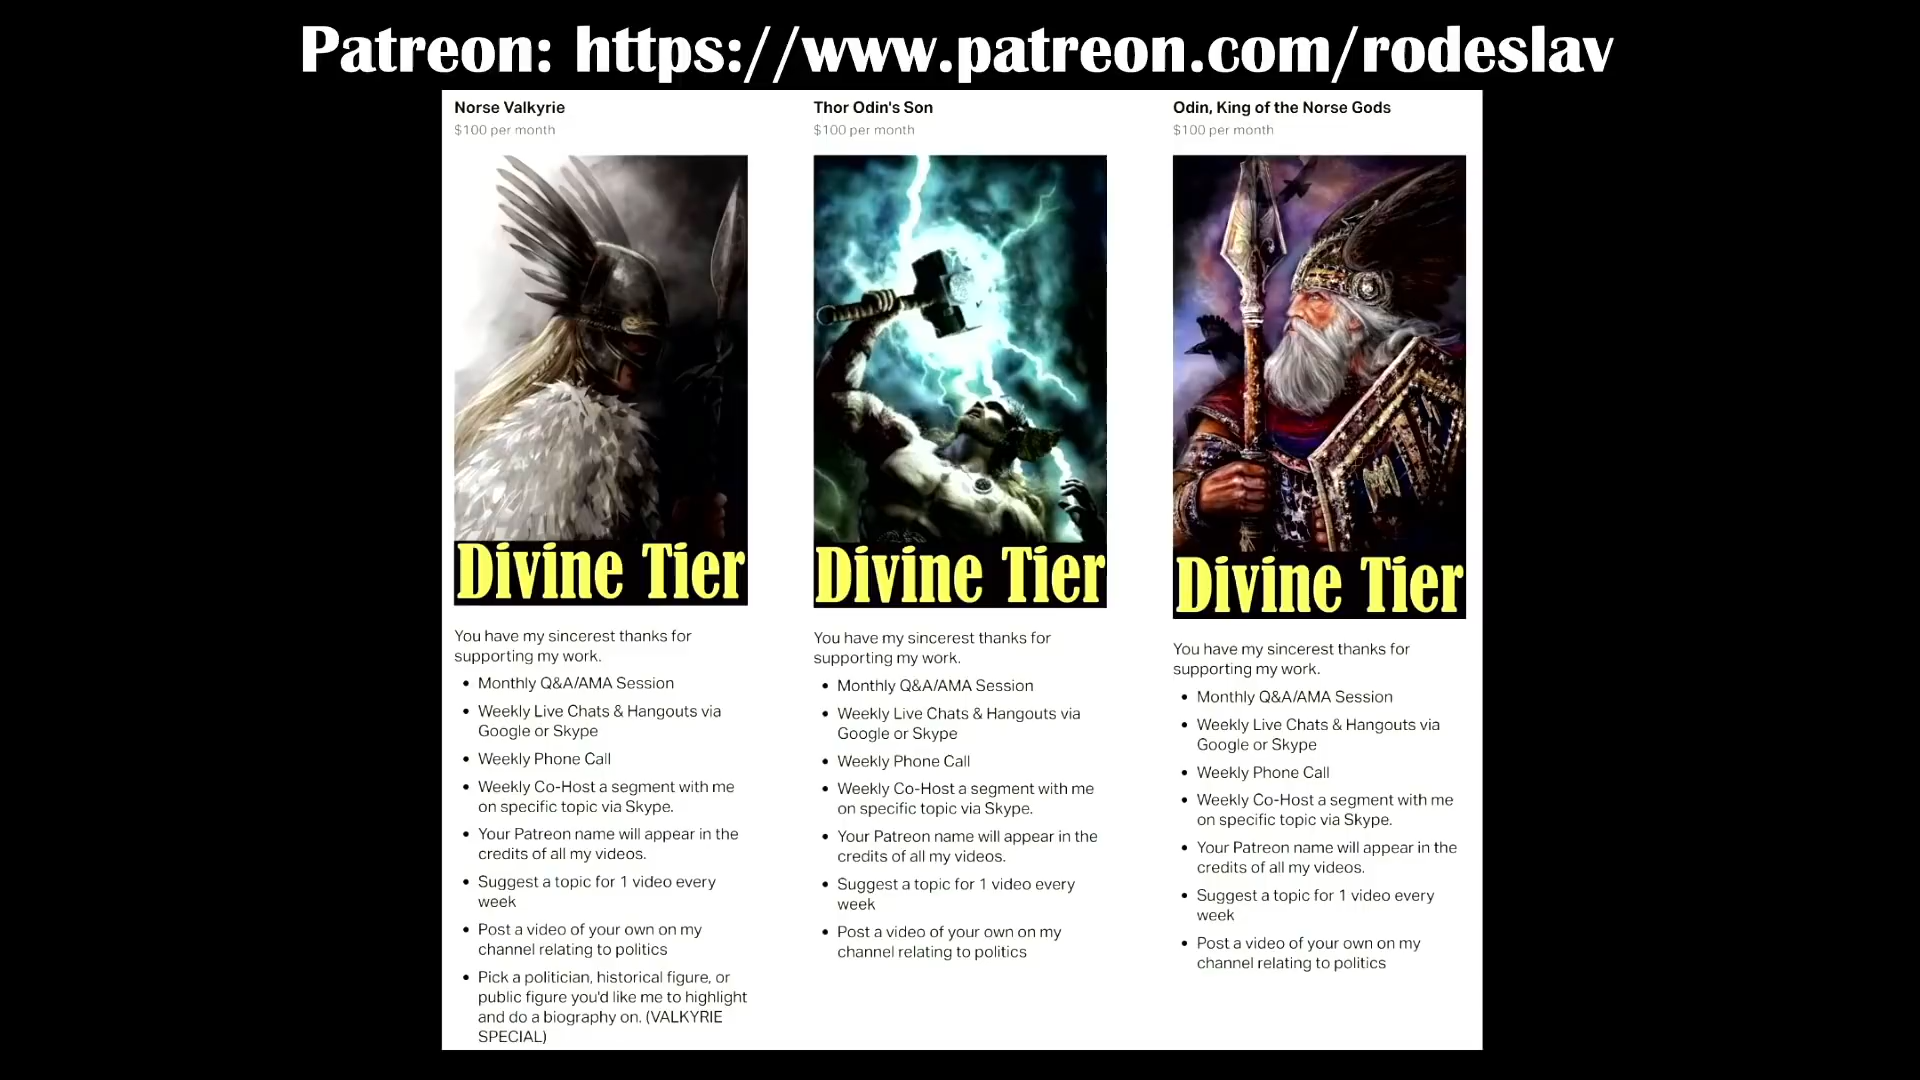 Patreon: https://www.patreon.com/rodeslav
Norse Valkyrie
$100 per month
Divine Tier
You have my sincerest thanks for
supporting my work.
• Monthly Q&A/AMA Session
• Weekly Live Chats & Hangouts via
Google or Skype
• Weekly Phone Call
• Weekly Co-Host a segment with me
on specific topic via Skype.
• Your Patreon name will appear in the
credits of all my videos.
• Suggest a topic for 1 video every
week
• Post a video of your own on my
channel relating to politics
• Pick a politician, historical figure, or
public figure you'd like me to highlight
and do a biography on. (VALKYRIE
SPECIAL)
Thor Odin's Son
$100 per month
Divine Tier
You have my sincerest thanks for
supporting my work.
• Monthly Q&A/AMA Session
• Weekly Live Chats & Hangouts via
Google or Skype
• Weekly Phone Call
• Weekly Co-Host a segment with me
on specific topic via Skype.
• Your Patreon name will appear in the
credits of all my videos.
• Suggest a topic for 1 video every
week
• Post a video of your own on my
channel relating to politics
Odin, King of the Norse Gods
$100 per month
Divine Tier
You have my sincerest thanks for
supporting my work.
• Monthly Q&A/AMA Session
• Weekly Live Chats & Hangouts via
Google or Skype
• Weekly Phone Call
• Weekly Co-Host a segment with me
on specific topic via Skype.
• Your Patreon name will appear in the
credits of all my videos.
• Suggest a topic for 1 video every
week
• Post a video of your own on my
channel relating to politics